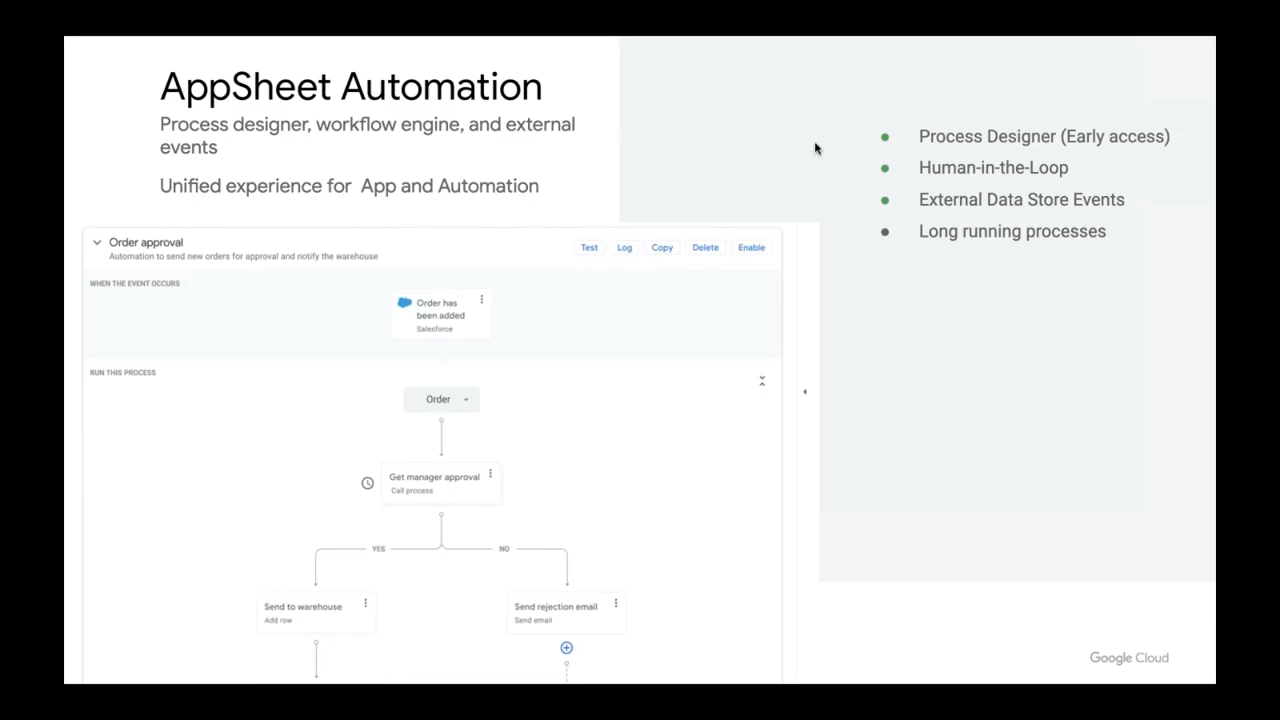 AppSheet Automation
Process designer, workflow engine, and external
events
Unified experience for App and Automation
Process Designer (Early access)
Human-in-the-Loop
External Data Store Events
Long running processes
Order approval
Automation to send new orders for approval and notify the warehouse
Test Log Copy Delete Enable
WHEN THE EVENT OCCURS
Order has
been added
Salesforce
RUN THIS PROCESS
Order
Get manager approval
Call process
YES NO
Send to warehouse
Add row
Send rejection email
Send email
Google Cloud